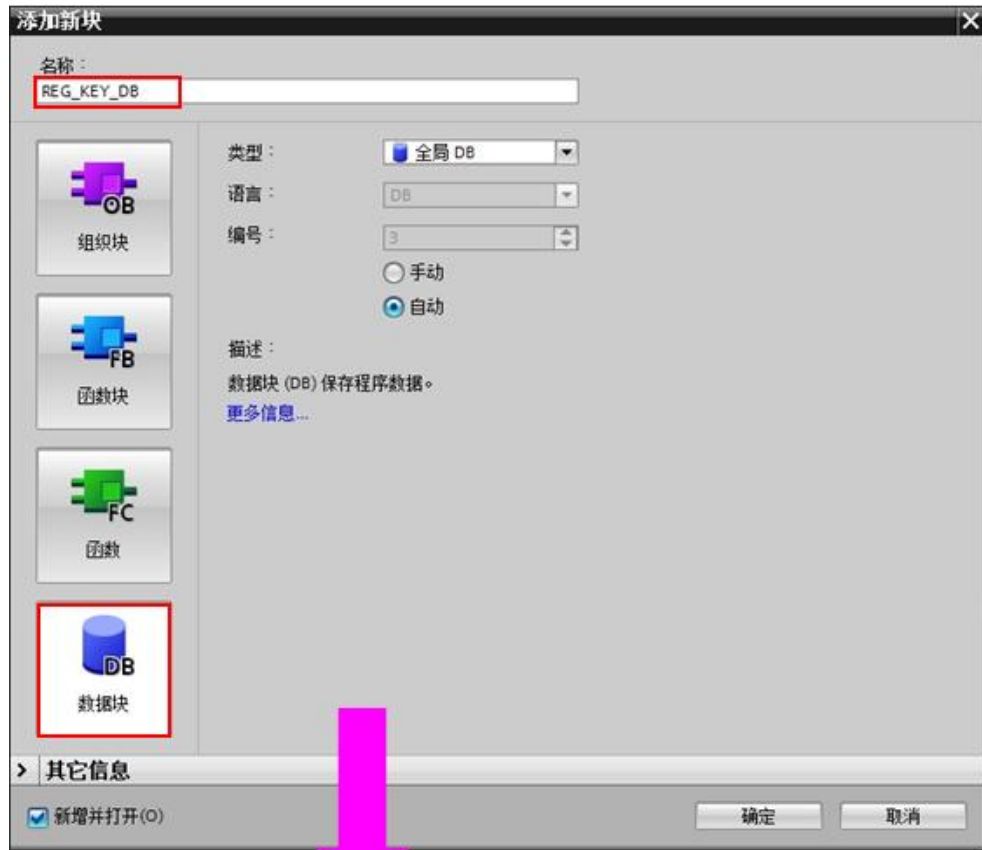 添加新块
名称：
REG_KEY_DB
OB
组织块
FB
函数块
FC
函数
DB
数据块
类型： 全局 DB
语言： DB
编号： 3
手动
自动
描述：
数据块 (DB) 保存程序数据。
更多信息...
> 其它信息
新增并打开(O)
确定 取消